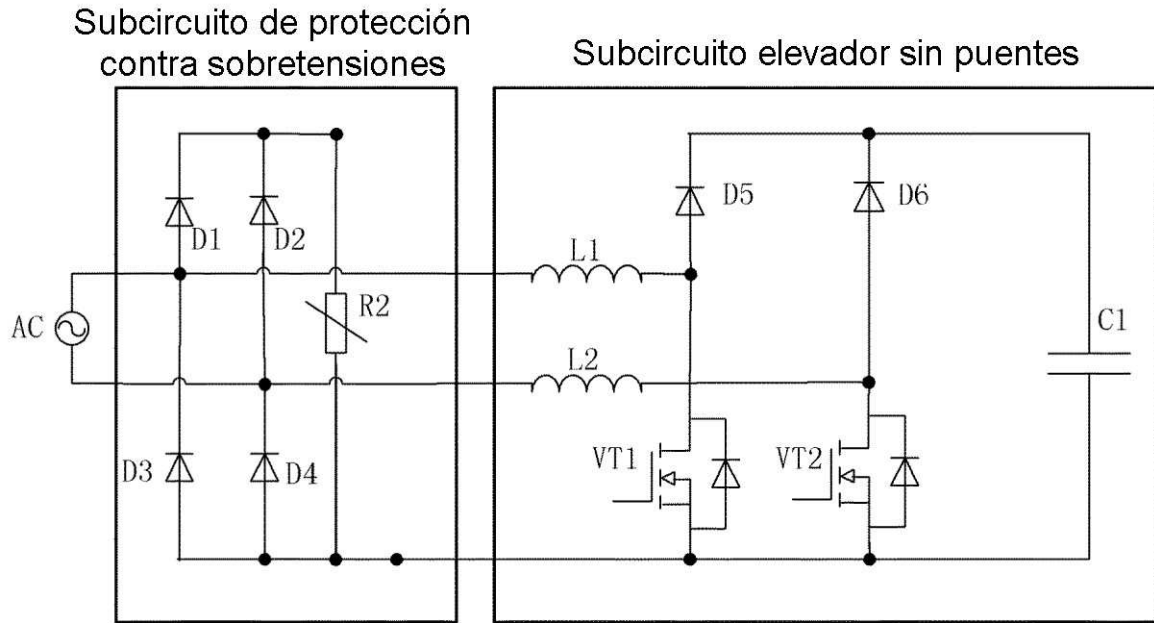 Subcircuito de protección
contra sobretensiones
Subcircuito elevador sin puentes
D5
D6
D1
D2
L1
R2
AC
C1
L2
D3
D4
VT1
VT2